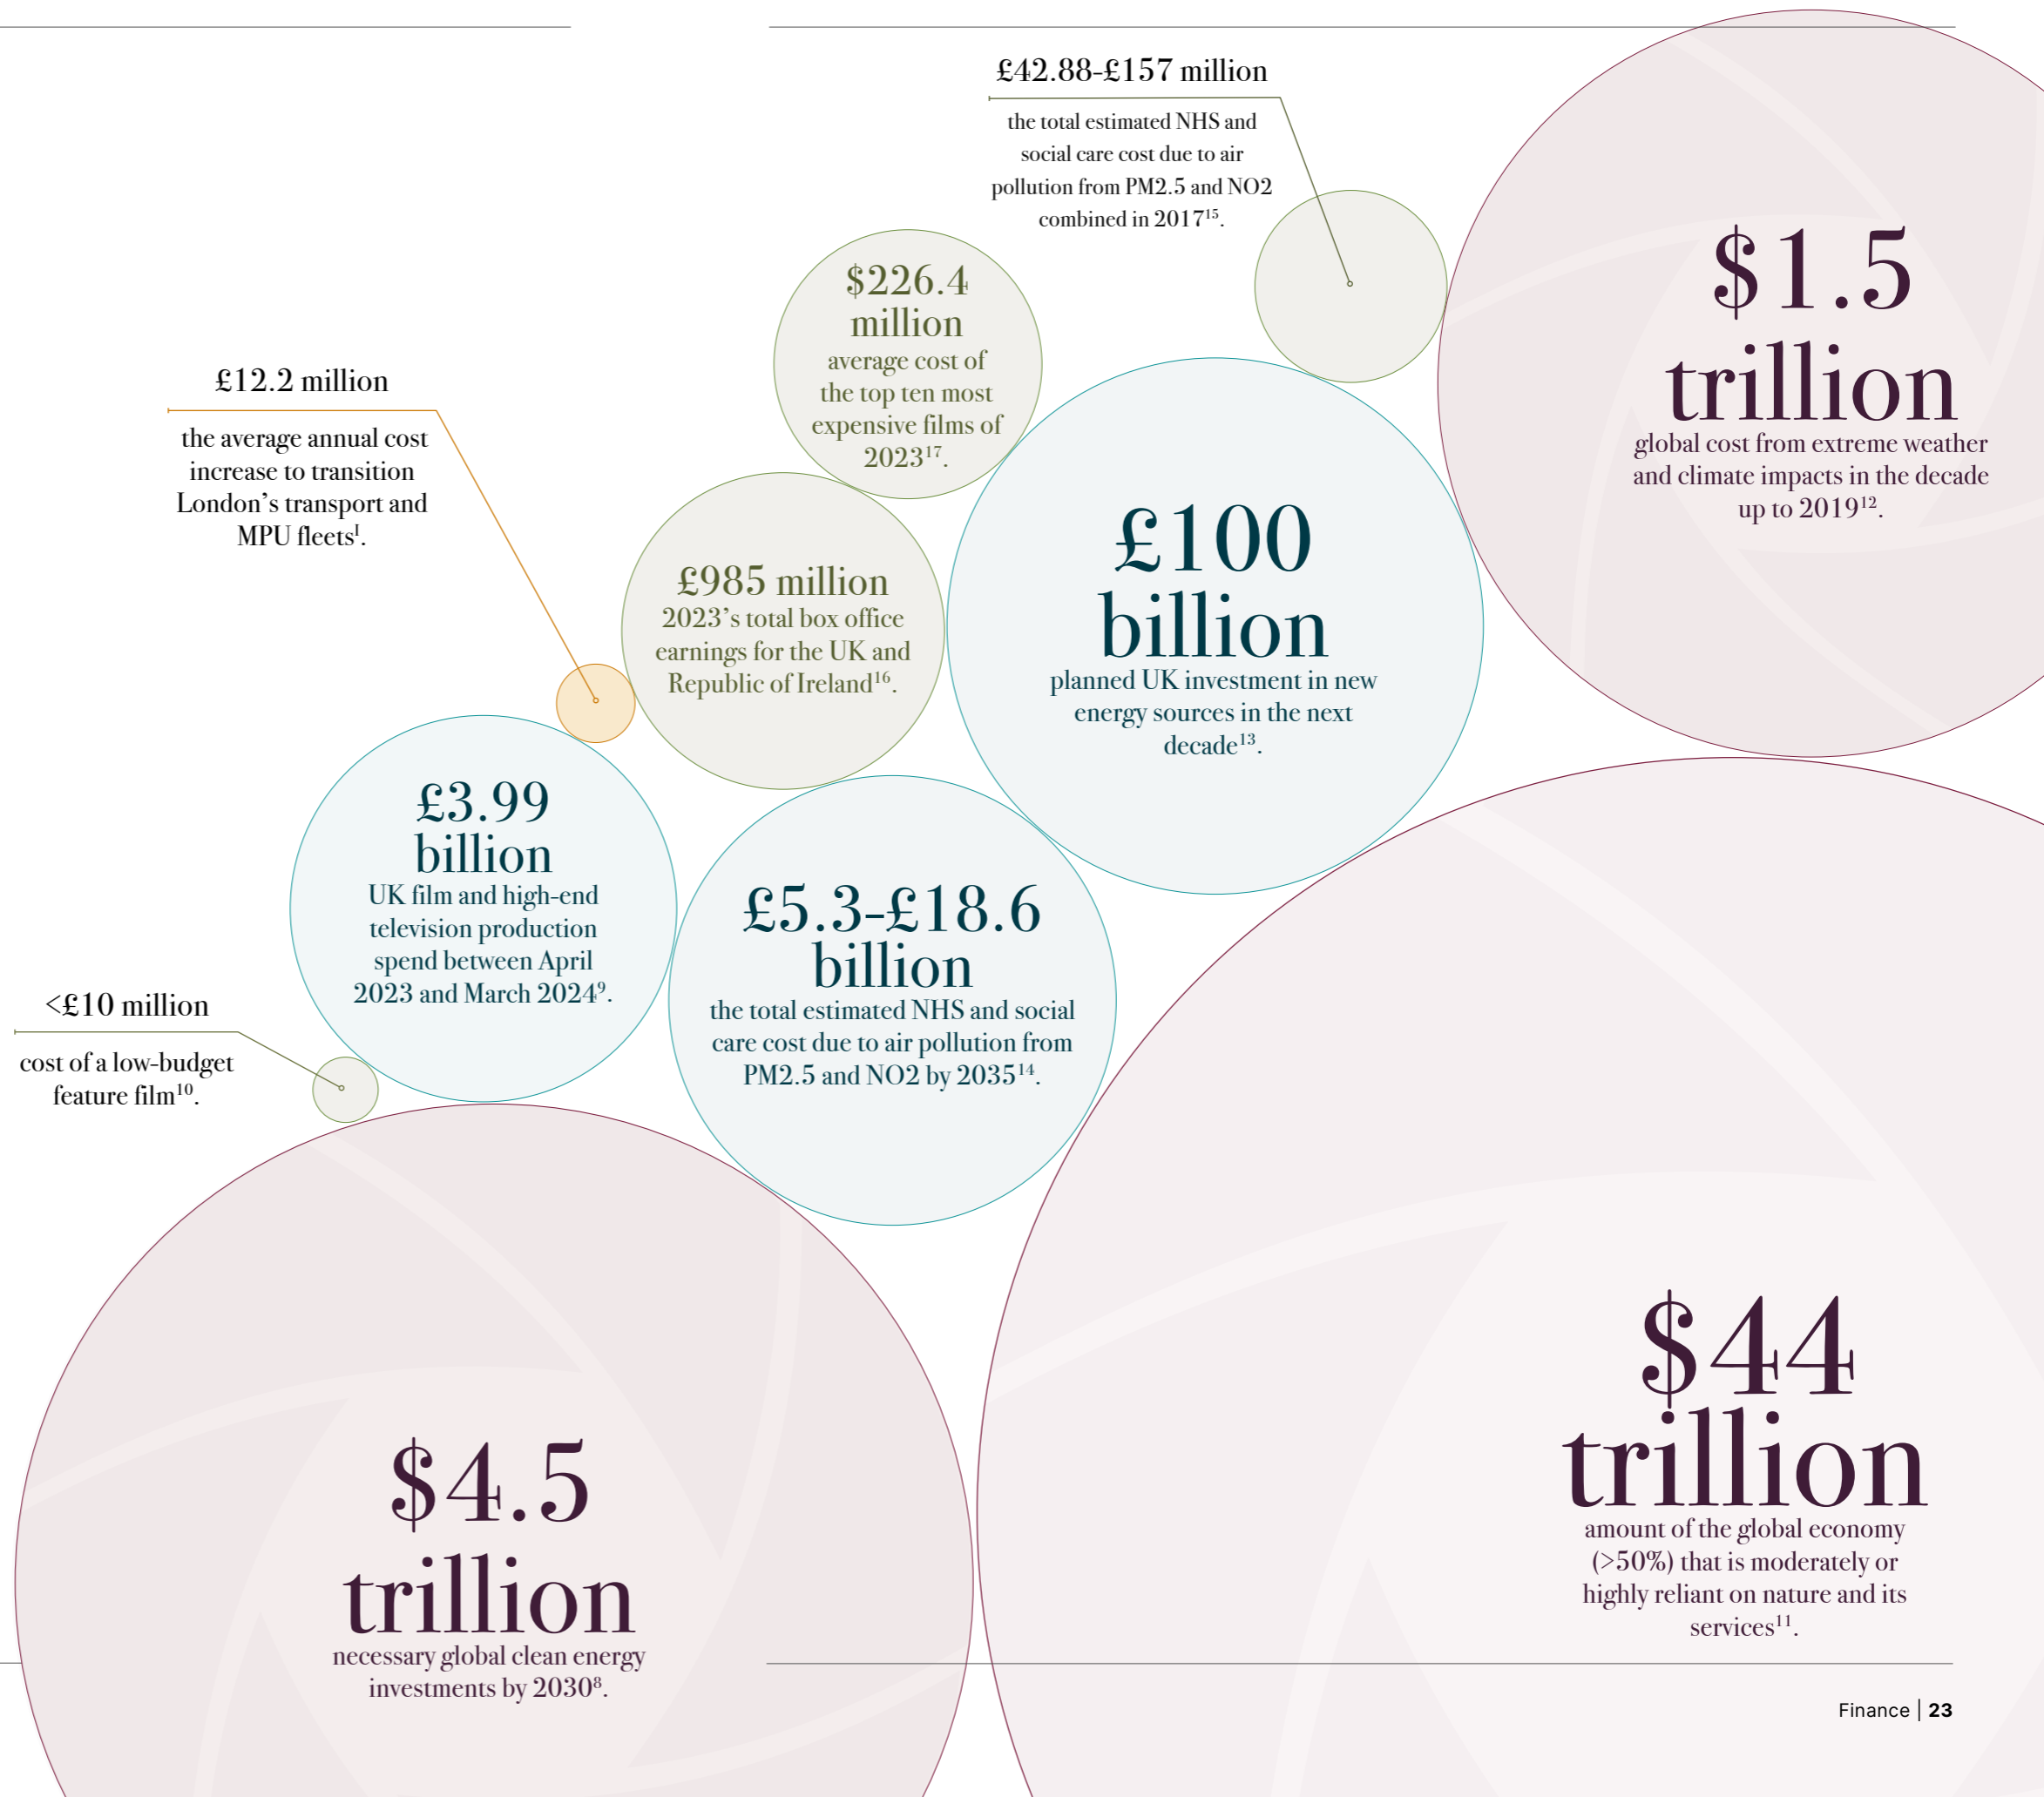 £42.88-£157 million
the total estimated NHS and
social care cost due to air
pollution from PM2.5 and NO2
combined in 2017¹⁵.
$1.5
trillion
global cost from extreme weather
and climate impacts in the decade
up to 2019¹².
$226.4
million
average cost of
the top ten most
expensive films of
2023¹⁷.
£12.2 million
the average annual cost
increase to transition
London’s transport and
MPU fleetsᴵ.
£985 million
2023’s total box office
earnings for the UK and
Republic of Ireland¹⁶.
£100
billion
planned UK investment in new
energy sources in the next
decade¹³.
£3.99
billion
UK film and high-end
television production
spend between April
2023 and March 2024⁹.
£5.3-£18.6
billion
the total estimated NHS and social
care cost due to air pollution from
PM2.5 and NO2 by 2035¹⁴.
<£10 million
cost of a low-budget
feature film¹⁰.
$4.5
trillion
necessary global clean energy
investments by 2030⁸.
$44
trillion
amount of the global economy
(>50%) that is moderately or
highly reliant on nature and its
services¹¹.
Finance | 23